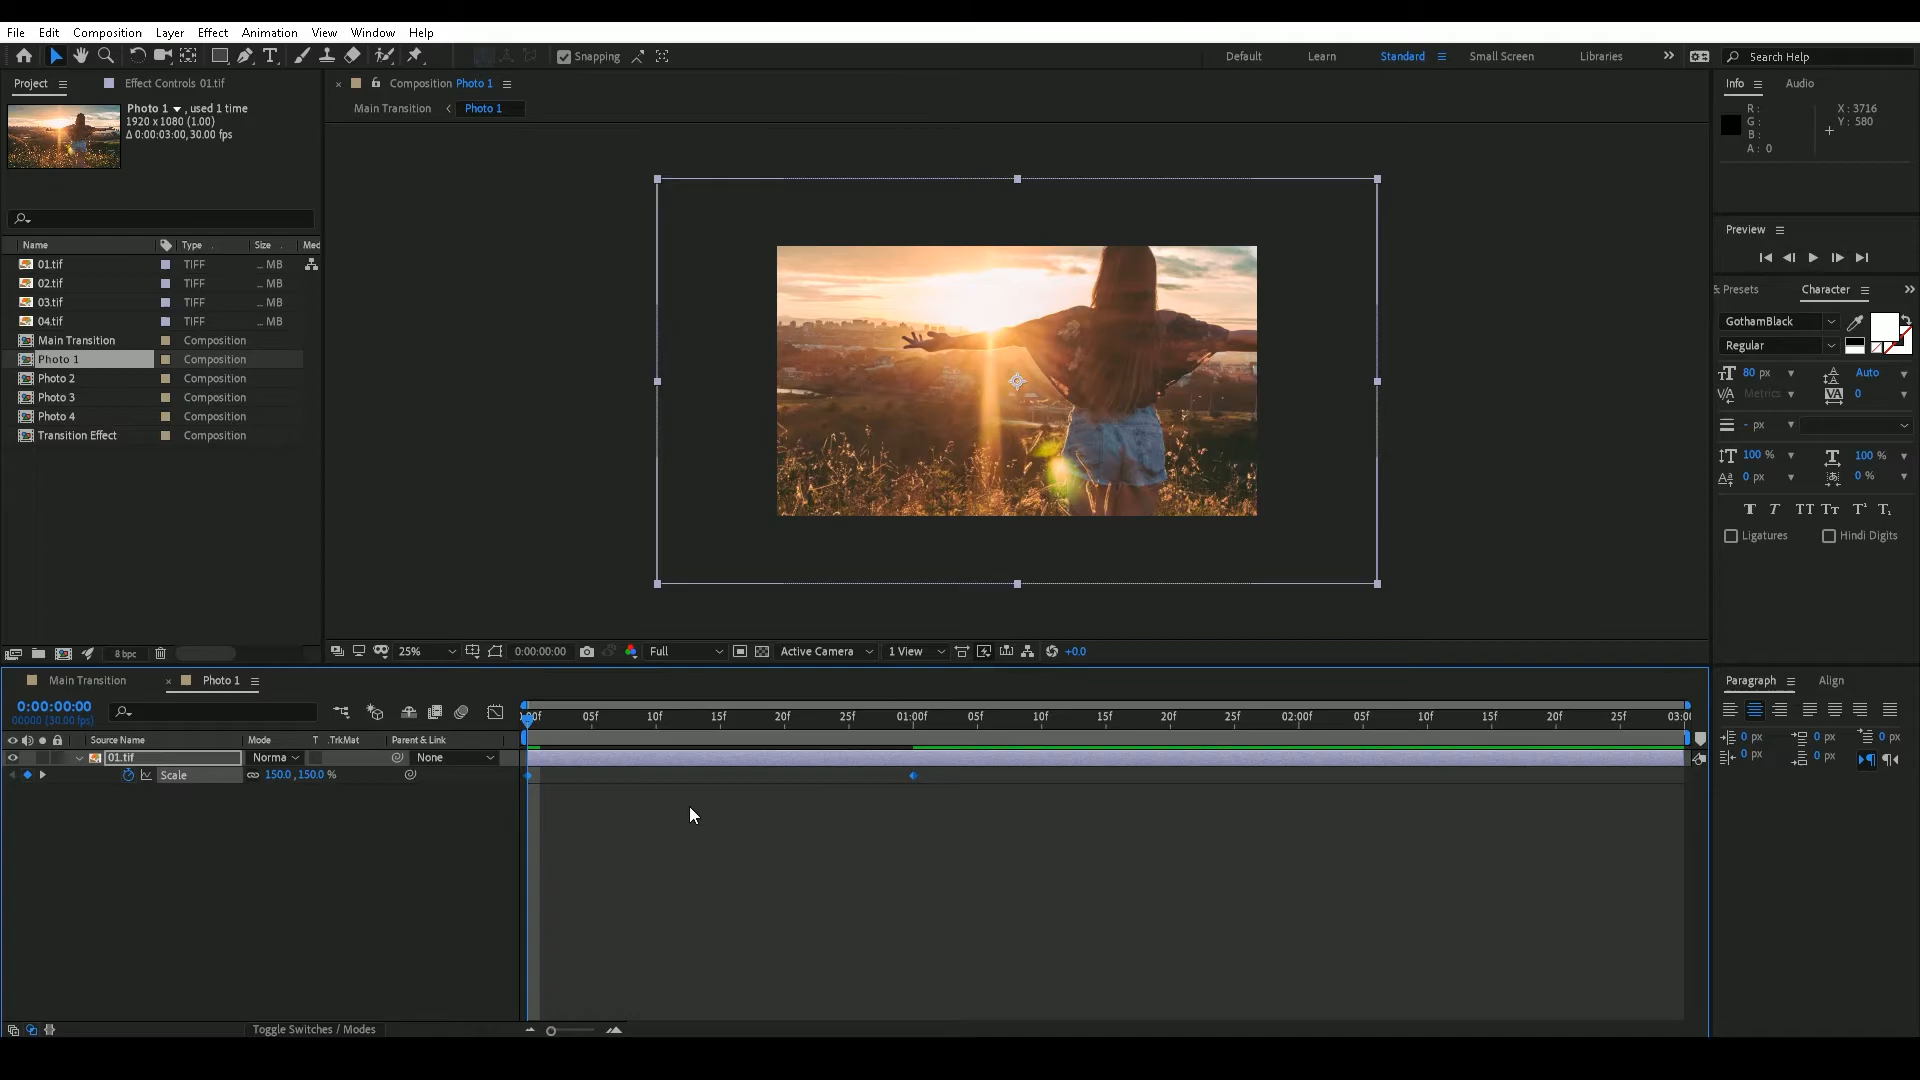 File Edit Composition Layer Effect Animation View Window Help
Snapping Default Learn Standard Small Screen Libraries Search Help
Project Effect Controls 01.tif
Photo 1 , used 1 time
1920 x 1080 (1.00)
Δ 0:00:03:00, 30.00 fps
Name Type Size Med
01.tif TIFF ... MB
02.tif TIFF ... MB
03.tif TIFF ... MB
04.tif TIFF ... MB
Main Transition Composition
Photo 1 Composition
Photo 2 Composition
Photo 3 Composition
Photo 4 Composition
Transition Effect Composition
8 bpc
Composition Photo 1
Main Transition Photo 1
25% 0:00:00:00 Full Active Camera 1 View +0.0
Info Audio
R : X : 3716
G : Y : 580
B :
A : 0
Preview
& Presets Character
GothamBlack
Regular
80 px Auto
Metrics 0
- px
100 % 100 %
0 px 0 %
T T TT Tt T¹ T₁
Ligatures Hindi Digits
Paragraph Align
0 px 0 px 0 px
0 px 0 px
Main Transition Photo 1
0:00:00:00
00000 (30.00 fps)
:00f 05f 10f 15f 20f 25f 01:00f 05f 10f 15f 20f 25f 02:00f 05f 10f 15f 20f 25f 03:00
Source Name Mode T .TrkMat Parent & Link
01.tif Norma None
Scale 150.0 ,150.0 %
Toggle Switches / Modes